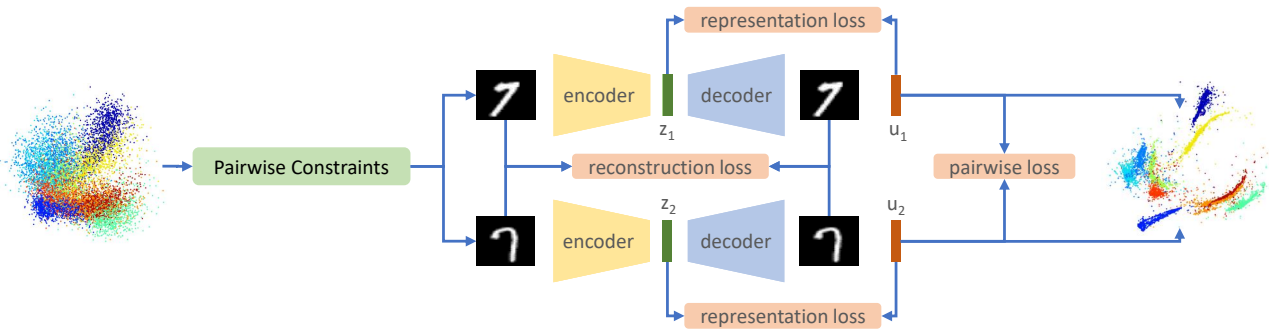 representation loss
encoder
decoder
z1
u1
Pairwise Constraints
reconstruction loss
pairwise loss
z2
u2
encoder
decoder
representation loss